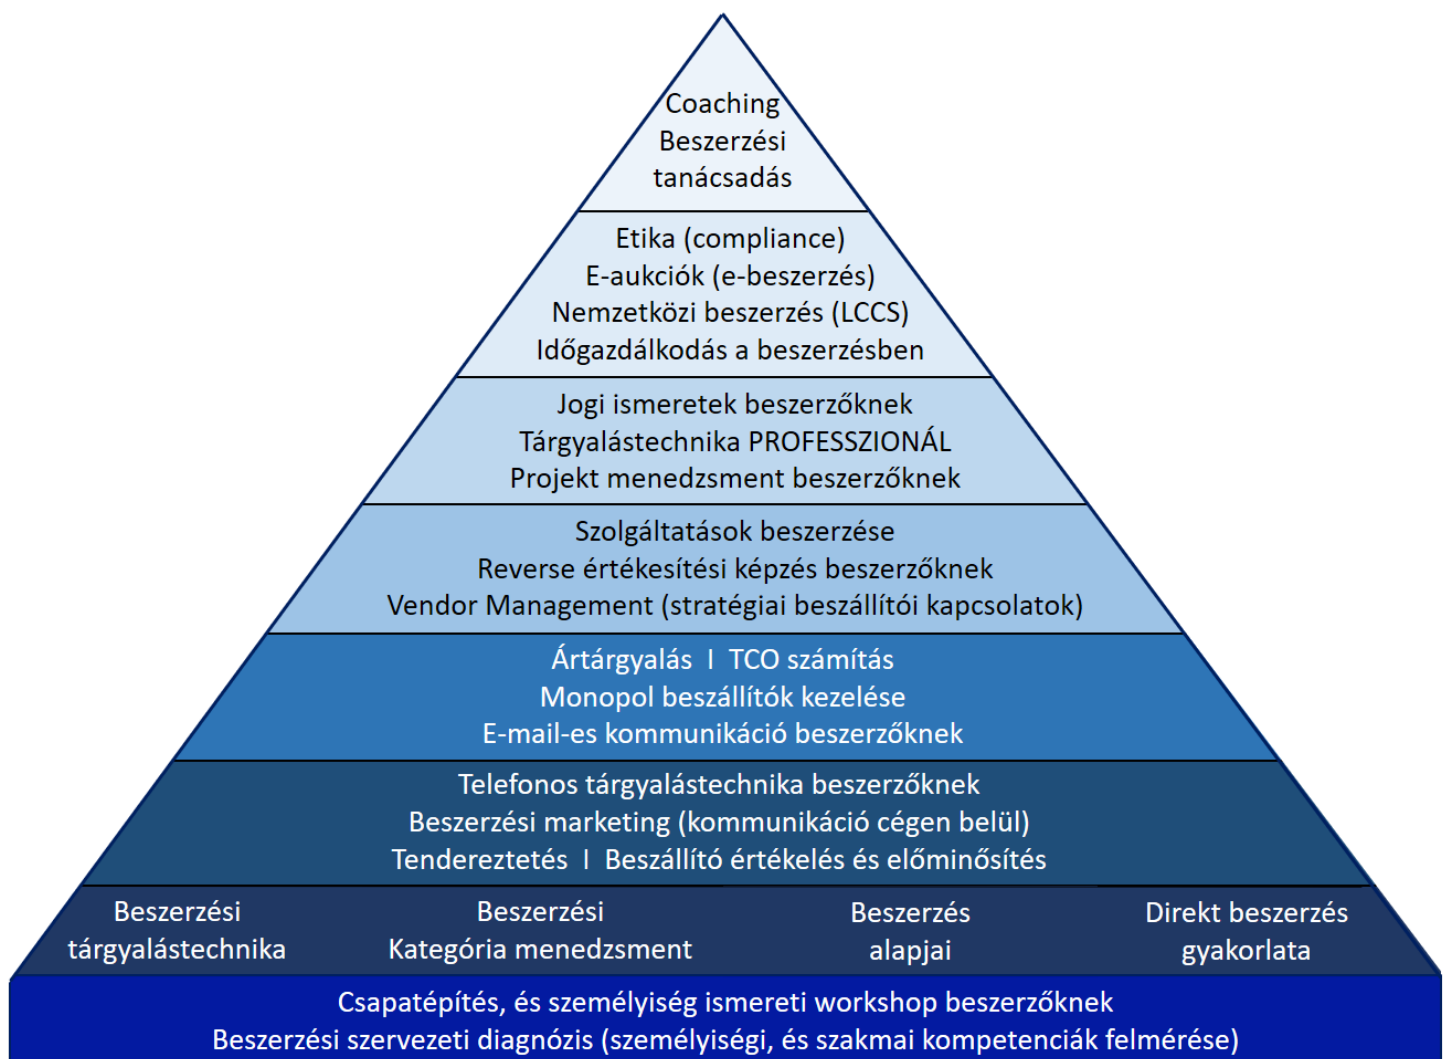 Coaching
Beszerzési
tanácsadás
Etika (compliance)
E-aukciók (e-beszerzés)
Nemzetközi beszerzés (LCCS)
Időgazdálkodás a beszerzésben
Jogi ismeretek beszerzőknek
Tárgyalástechnika PROFESSZIONÁL
Projekt menedzsment beszerzőknek
Szolgáltatások beszerzése
Reverse értékesítési képzés beszerzőknek
Vendor Management (stratégiai beszállítói kapcsolatok)
Ártárgyalás | TCO számítás
Monopol beszállítók kezelése
E-mail-es kommunikáció beszerzőknek
Telefonos tárgyalástechnika beszerzőknek
Beszerzési marketing (kommunikáció cégen belül)
Tendereztetés | Beszállító értékelés és előminősítés
Beszerzési
tárgyalástechnika
Beszerzési
Kategória menedzsment
Beszerzés
alapjai
Direkt beszerzés
gyakorlata
Csapatépítés, és személyiség ismereti workshop beszerzőknek
Beszerzési szervezeti diagnózis (személyiségi, és szakmai kompetenciák felmérése)